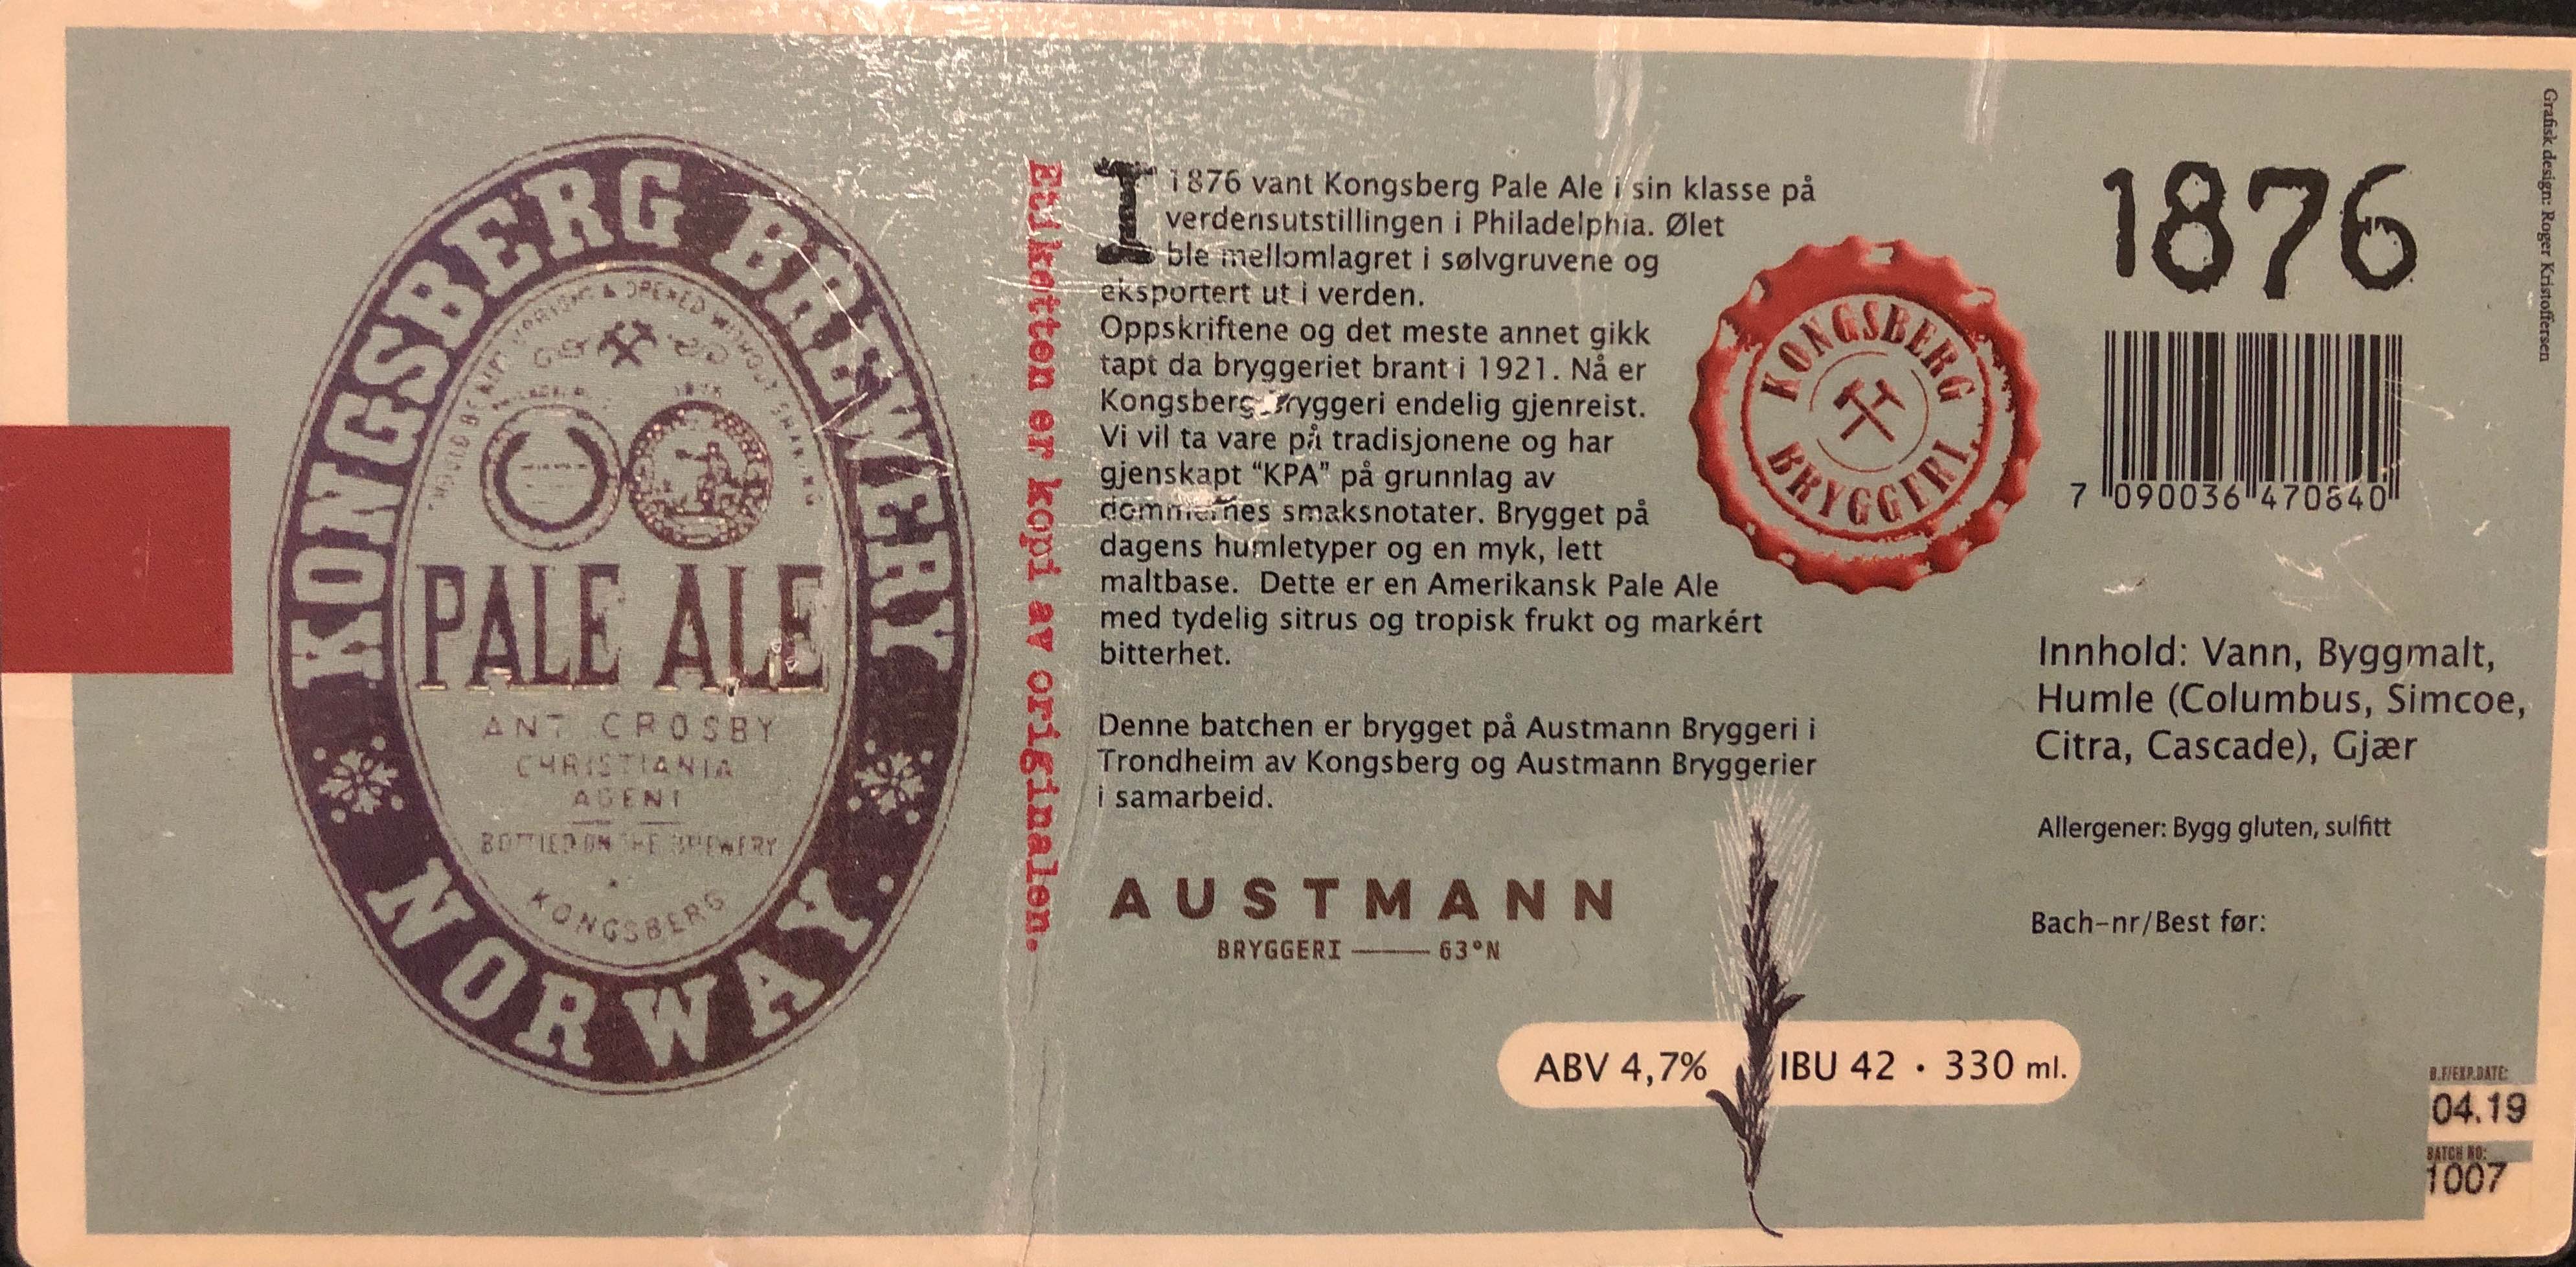 KONGSBERG BREWERY
NORWAY
1876
PALE ALE
ANT CROSBY
CHRISTIANIA
AGENT
BOTTLED ON THE BREWERY
KONGSBERG
Etiketten er kopi av originalen.
I 1876 vant Kongsberg Pale Ale i sin klasse på
verdensutstillingen i Philadelphia. Ølet
ble mellomlagret i sølvgruvene og
eksportert ut i verden.
Oppskriftene og det meste annet gikk
tapt da bryggeriet brant i 1921. Nå er
Kongsberg Bryggeri endelig gjenreist.
Vi vil ta vare på tradisjonene og har
gjenskapt “KPA” på grunnlag av
dommernes smaksnotater. Brygget på
dagens humletyper og en myk, lett
maltbase. Dette er en Amerikansk Pale Ale
med tydelig sitrus og tropisk frukt og markért
bitterhet.
Denne batchen er brygget på Austmann Bryggeri i
Trondheim av Kongsberg og Austmann Bryggerier
i samarbeid.
AUSTMANN
BRYGGERI — 63°N
KONGSBERG
BRYGGERI
ABV 4,7% IBU 42 · 330 ml.
1876
7 090036 470840
Innhold: Vann, Byggmalt,
Humle (Columbus, Simcoe,
Citra, Cascade), Gjær
Allergener: Bygg gluten, sulfitt
Bach-nr/Best før:
B.F/EXP.DATE:
04.19
BATCH NO:
1007
Grafisk design: Roger Kristoffersen